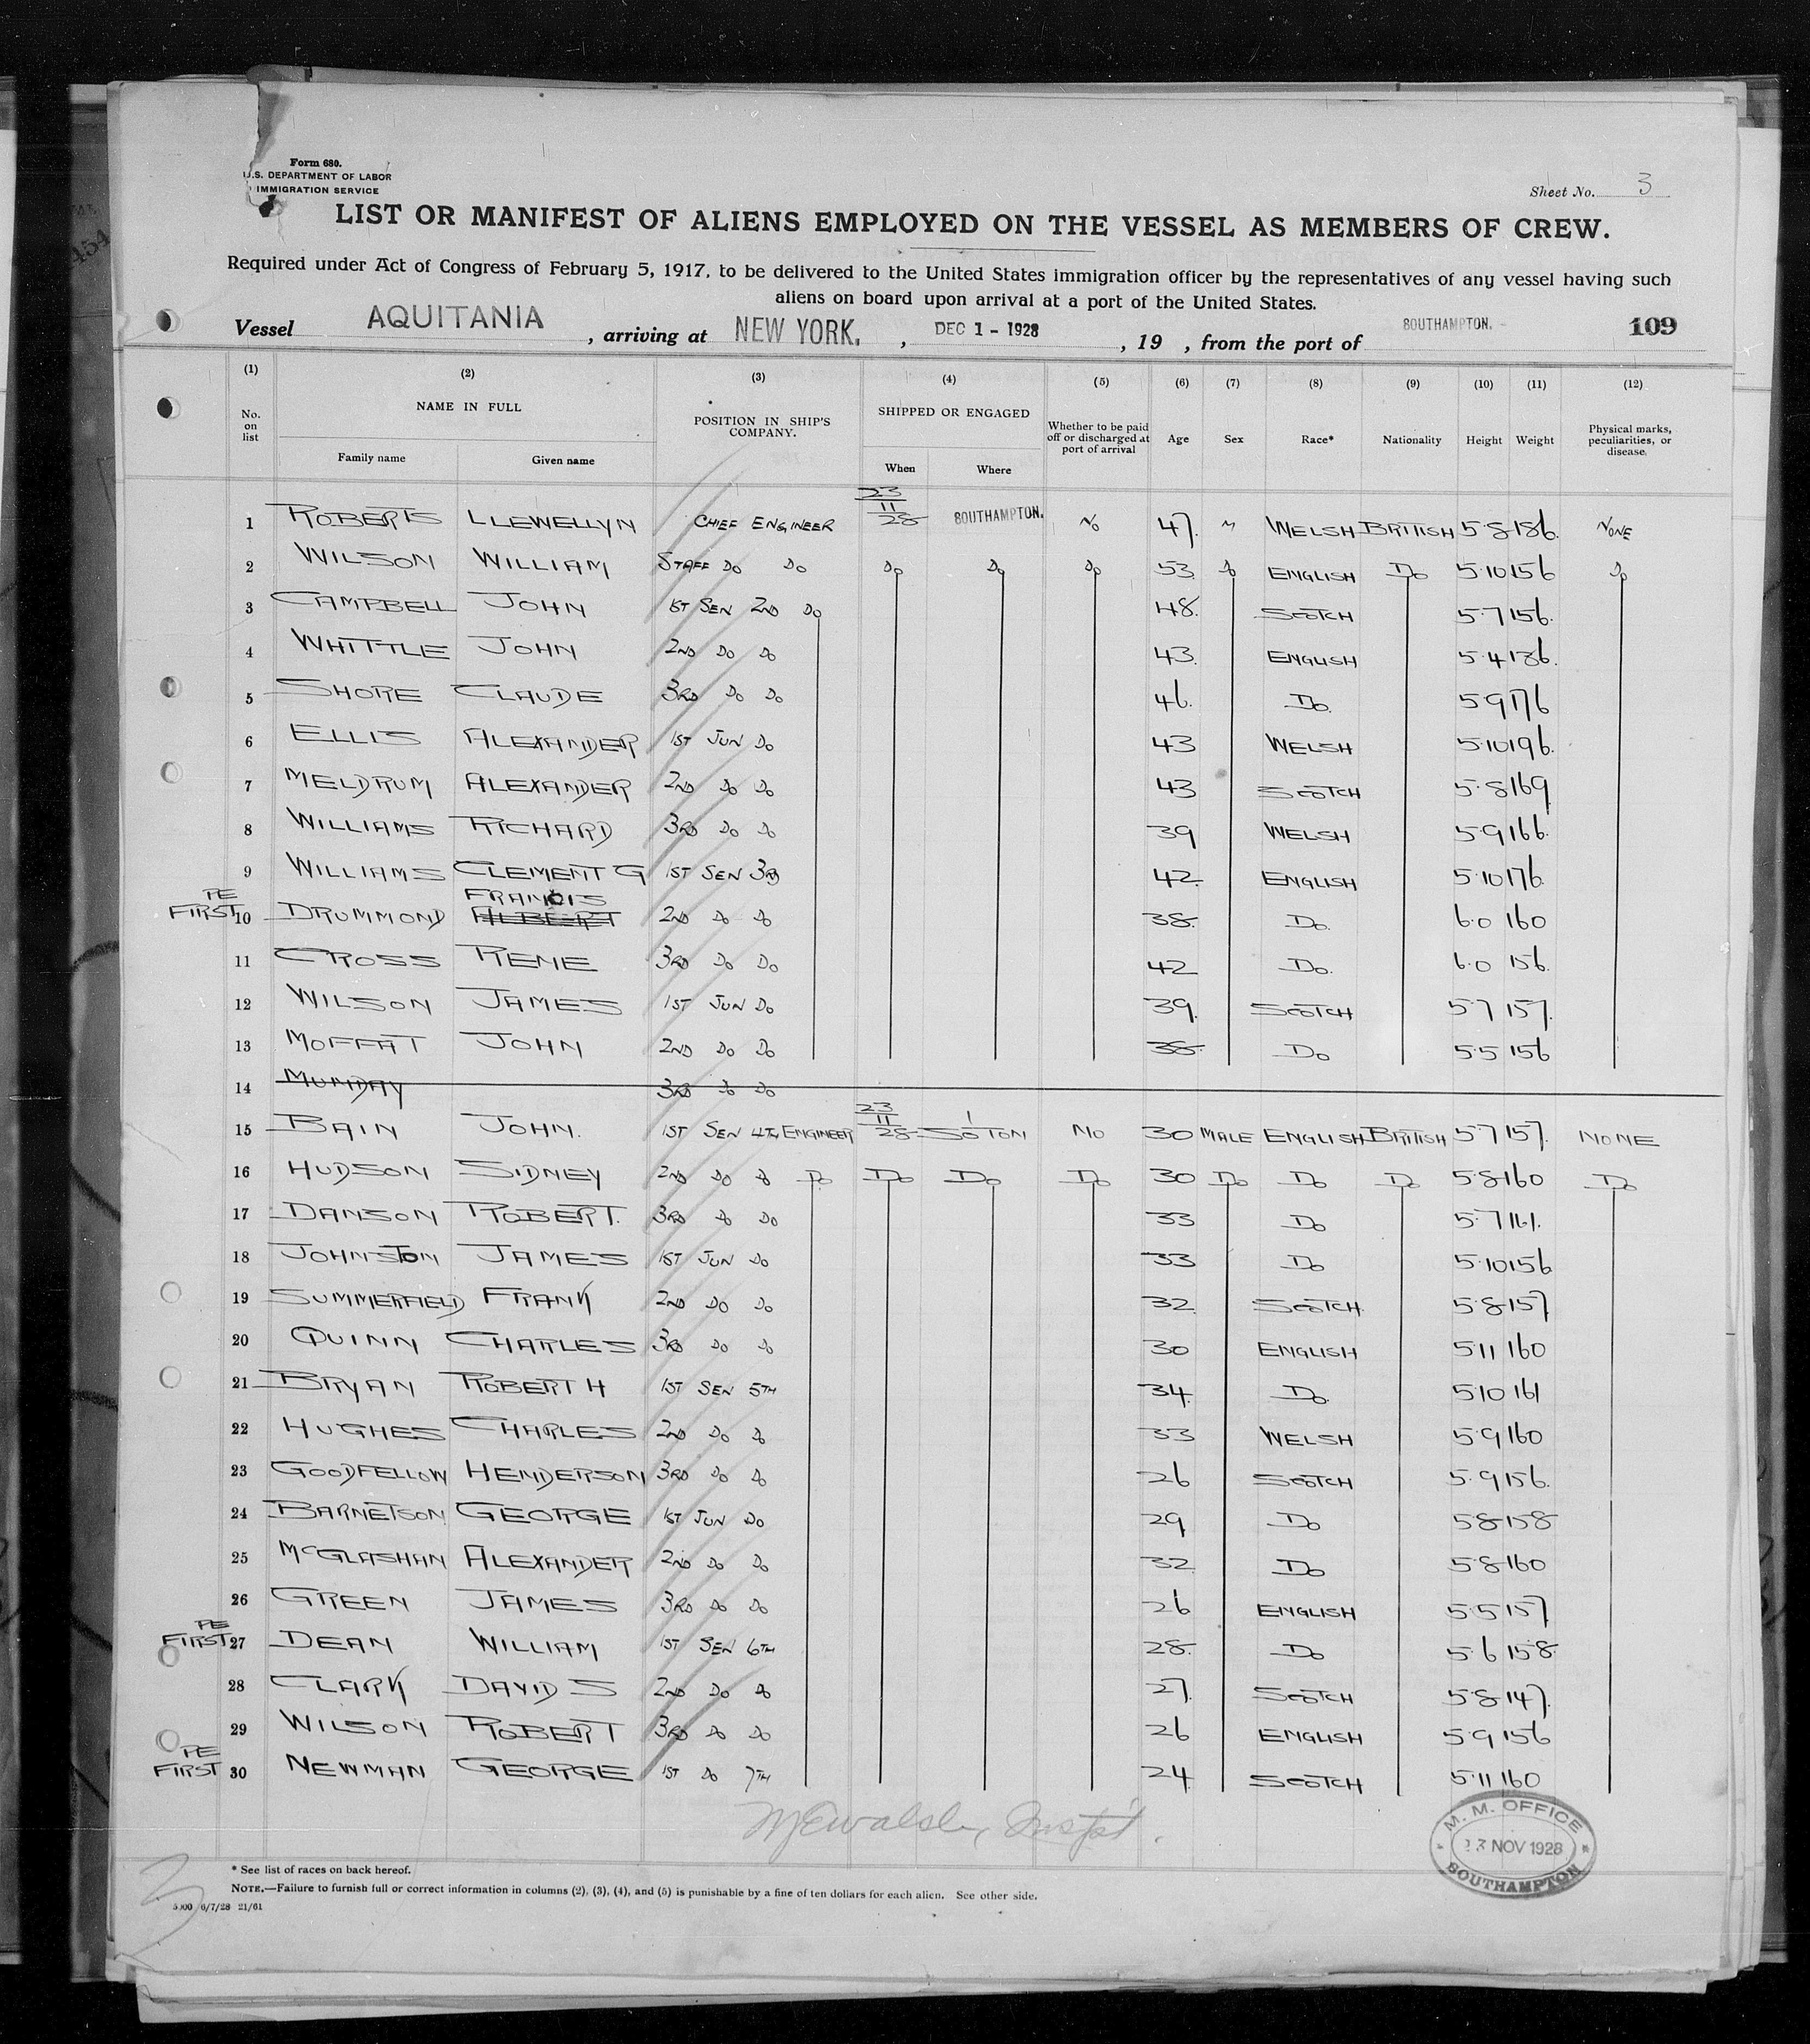 Form 680.
U.S. DEPARTMENT OF LABOR
IMMIGRATION SERVICE
Sheet No. 3
LIST OR MANIFEST OF ALIENS EMPLOYED ON THE VESSEL AS MEMBERS OF CREW.
Required under Act of Congress of February 5, 1917, to be delivered to the United States immigration officer by the representatives of any vessel having such
aliens on board upon arrival at a port of the United States.
Vessel AQUITANIA, arriving at NEW YORK., DEC 1 - 1928, 19 , from the port of SOUTHAMPTON. 109
(1) (2) (3) (4) (5) (6) (7) (8) (9) (10) (11) (12)
No. on list NAME IN FULL Family name Given name POSITION IN SHIP'S COMPANY. SHIPPED OR ENGAGED When Where Whether to be paid off or discharged at port of arrival Age Sex Race* Nationality Height Weight Physical marks, peculiarities, or disease.
1 ROBERTS LLEWELLYN CHIEF ENGINEER 23/11/28 SOUTHAMPTON. No 47. M WELSH BRITISH 5·8 186. NONE
2 WILSON WILLIAM STAFF Do Do Do Do Do 53. Do ENGLISH Do 5·10 156 Do
3 CAMPBELL JOHN 1ST SEN 2ND Do 48. SCOTCH 5·7 156.
4 WHITTLE JOHN 2ND Do Do 43. ENGLISH 5·4 186.
5 SHORE CLAUDE 3RD Do Do 46. Do. 5·9 176
6 ELLIS ALEXANDER 1ST JUN Do 43 WELSH 5·10 196.
7 MELDRUM ALEXANDER 2ND Do Do 43 SCOTCH 5·8 169
8 WILLIAMS RICHARD 3RD Do Do 39 WELSH 5·9 166.
9 WILLIAMS CLEMENT G 1ST SEN 3RD 42. ENGLISH 5·10 176.
PE
FIRST 10 DRUMMOND FRANCIS ALBERT 2ND Do Do 38. Do. 6·0 160
11 CROSS RENE 3RD Do Do 42 Do. 6·0 156.
12 WILSON JAMES 1ST JUN Do 39. SCOTCH 5·7 157.
13 MOFFAT JOHN 2ND Do Do 38. Do 5·5 156
14 MUNDAY 3RD Do Do
15 BAIN JOHN. 1ST SEN 4TH ENGINEER 23/11/28 SO'TON NO 30 MALE ENGLISH BRITISH 5·7 157. NONE
16 HUDSON SIDNEY 2ND Do Do Do Do Do Do 30 Do Do Do 5·8 160 Do
17 DANSON ROBERT. 3RD Do Do 33 Do 5·7 161.
18 JOHNSTON JAMES 1ST JUN Do 33 Do 5·10 156
19 SUMMERFIELD FRANK 2ND Do Do 32. SCOTCH. 5·8 157
20 QUINN CHARLES 3RD Do Do 30 ENGLISH 5·11 160
21 BRYAN ROBERT H 1ST SEN 5TH 34. Do. 5·10 161
22 HUGHES CHARLES 2ND Do Do 33 WELSH 5·9 160
23 GOODFELLOW HENDERSON 3RD Do Do 26 SCOTCH 5·9 156.
24 BARNETSON GEORGE 1ST JUN Do 29 Do 5·8 158
25 McGLASHAN ALEXANDER 2ND Do Do 32 Do 5·8 160
26 GREEN JAMES 3RD Do Do 26 ENGLISH 5·5 157
PE
FIRST 27 DEAN WILLIAM 1ST SEN 6TH 28. Do 5·6 158
28 CLARK DAVID S 2ND Do Do 27. SCOTCH 5·8 147.
29 WILSON ROBERT 3RD Do Do 26 ENGLISH 5·9 156
PE
FIRST 30 NEWMAN GEORGE 1ST Do 7TH 24 SCOTCH 5·11 160
M. M. OFFICE
23 NOV 1928
SOUTHAMPTON
* See list of races on back hereof.
NOTE.—Failure to furnish full or correct information in columns (2), (3), (4), and (5) is punishable by a fine of ten dollars for each alien. See other side.
5000 6/7/28 21/61